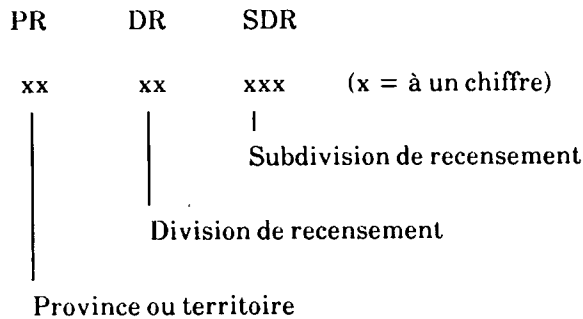 PR DR SDR
xx xx xxx (x = à un chiffre)
Subdivision de recensement
Division de recensement
Province ou territoire